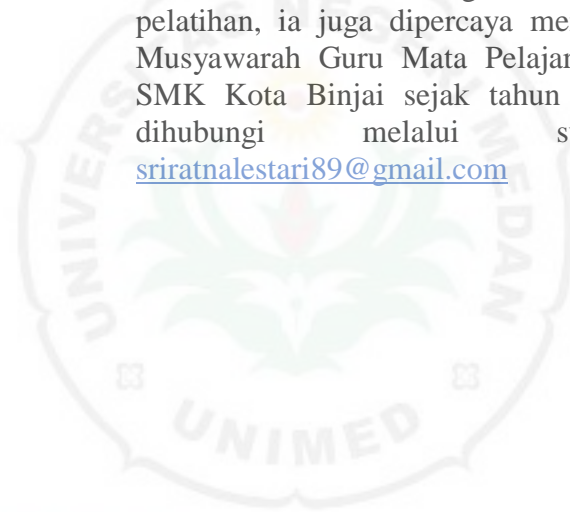 pelatihan, ia juga dipercaya me
Musyawarah Guru Mata Pelajar
SMK Kota Binjai sejak tahun
dihubungi melalui s
sriratnalestari89@gmail.com
UNIVERSITAS NEGERI MEDAN
UNIMED